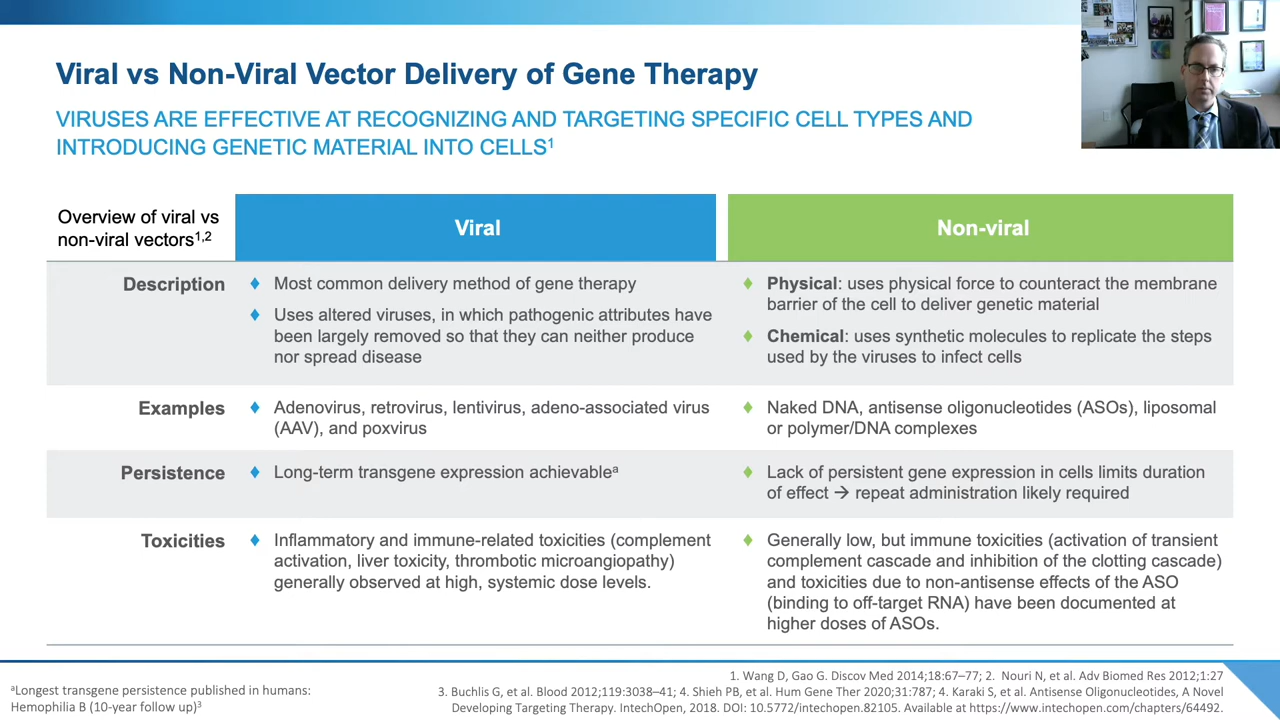 Viral vs Non-Viral Vector Delivery of Gene Therapy
VIRUSES ARE EFFECTIVE AT RECOGNIZING AND TARGETING SPECIFIC CELL TYPES AND
INTRODUCING GENETIC MATERIAL INTO CELLS1
Overview of viral vs
non-viral vectors1,2
Viral
Non-viral
Description
Most common delivery method of gene therapy
Uses altered viruses, in which pathogenic attributes have
been largely removed so that they can neither produce
nor spread disease
Physical: uses physical force to counteract the membrane
barrier of the cell to deliver genetic material
Chemical: uses synthetic molecules to replicate the steps
used by the viruses to infect cells
Examples
Adenovirus, retrovirus, lentivirus, adeno-associated virus
(AAV), and poxvirus
Naked DNA, antisense oligonucleotides (ASOs), liposomal
or polymer/DNA complexes
Persistence
Long-term transgene expression achievablea
Lack of persistent gene expression in cells limits duration
of effect → repeat administration likely required
Toxicities
Inflammatory and immune-related toxicities (complement
activation, liver toxicity, thrombotic microangiopathy)
generally observed at high, systemic dose levels.
Generally low, but immune toxicities (activation of transient
complement cascade and inhibition of the clotting cascade)
and toxicities due to non-antisense effects of the ASO
(binding to off-target RNA) have been documented at
higher doses of ASOs.
aLongest transgene persistence published in humans:
Hemophilia B (10-year follow up)3
1. Wang D, Gao G. Discov Med 2014;18:67–77; 2. Nouri N, et al. Adv Biomed Res 2012;1:27
3. Buchlis G, et al. Blood 2012;119:3038–41; 4. Shieh PB, et al. Hum Gene Ther 2020;31:787; 4. Karaki S, et al. Antisense Oligonucleotides, A Novel
Developing Targeting Therapy. IntechOpen, 2018. DOI: 10.5772/intechopen.82105. Available at https://www.intechopen.com/chapters/64492.